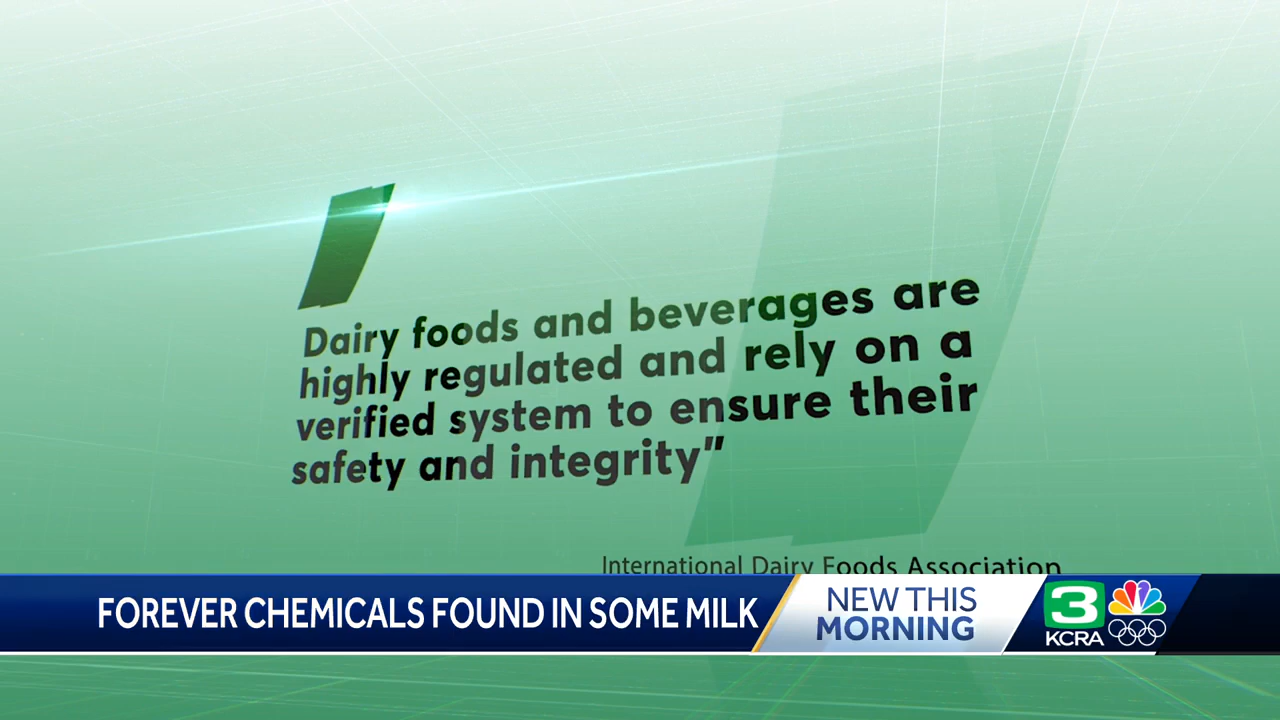 Dairy foods and beverages are
highly regulated and rely on a
verified system to ensure their
safety and integrity”
International Dairy Foods Association
FOREVER CHEMICALS FOUND IN SOME MILK
NEW THIS
MORNING
3
KCRA